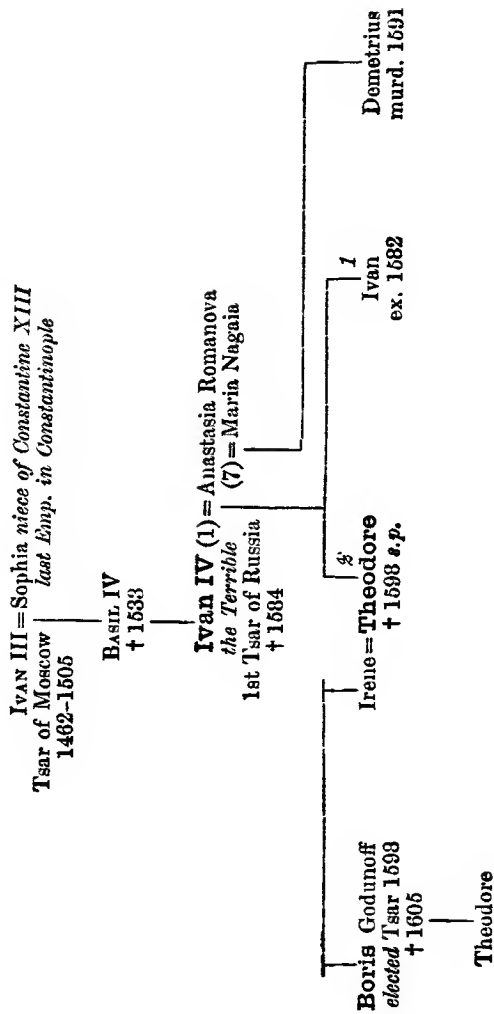 IVAN III=Sophia niece of Constantine XIII
Tsar of Moscow last Emp. in Constantinople
1462–1505
BASIL IV
†1533
Ivan IV (1)=Anastasia Romanova
the Terrible (7)=Maria Nagaia
1st Tsar of Russia
†1584
Boris Godunoff
elected Tsar 1598
†1605
Irene=Theodore
†1598 s.p.
2
1
Ivan
ex. 1582
Demetrius
murd. 1591
Theodore